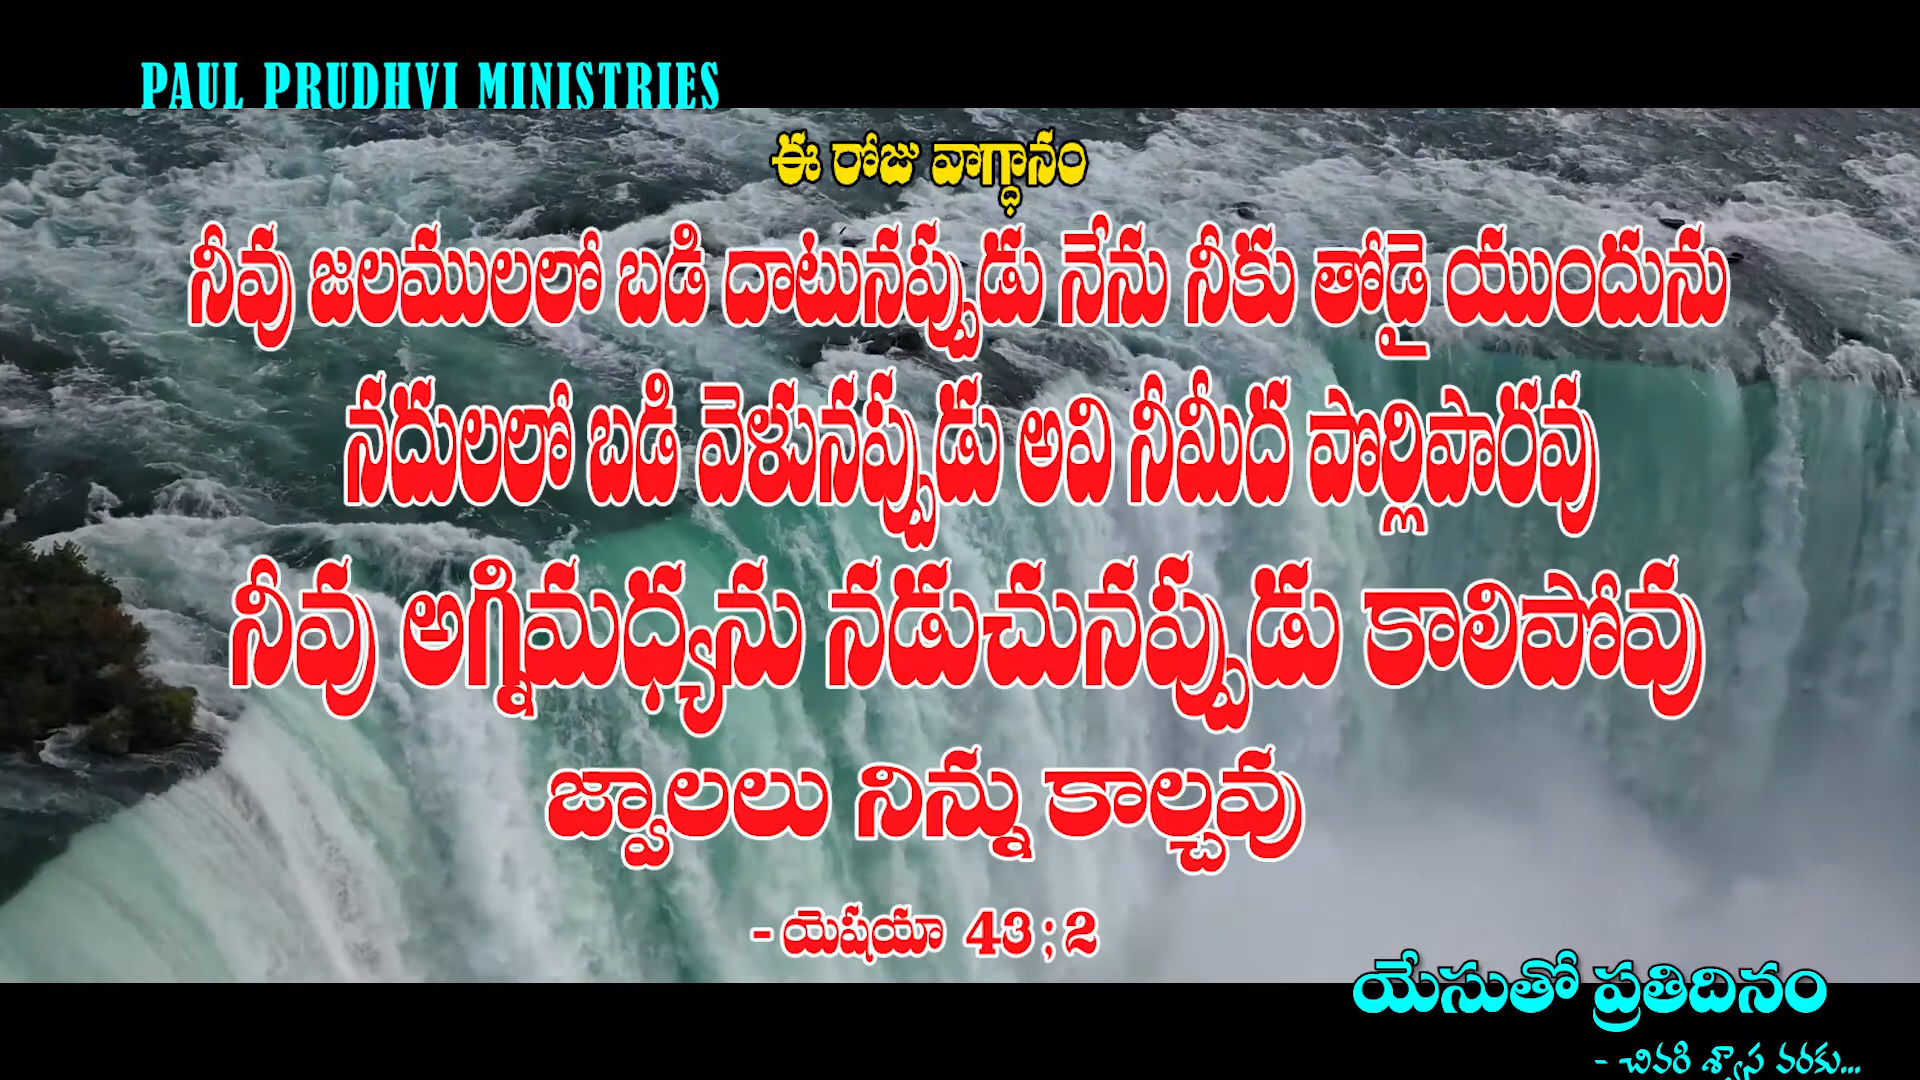 PAUL PRUDHVI MINISTRIES
ఈ రోజు వాగ్ధానం
నీవు జలములలో బడి దాటునప్పుడు నేను నీకు తోడై యుందును
నదులలో బడి వెళునప్పుడు అవి నీమీద పొర్లిపారవు
నీవు అగ్నిమధ్యను నడుచునప్పుడు కాలిపోవు
జ్వాలలు నిన్ను కాల్చవు
- యెషయా 43 ; 2
యేసుతో ప్రతిదినం
- చివరి శ్వాస వరకు...